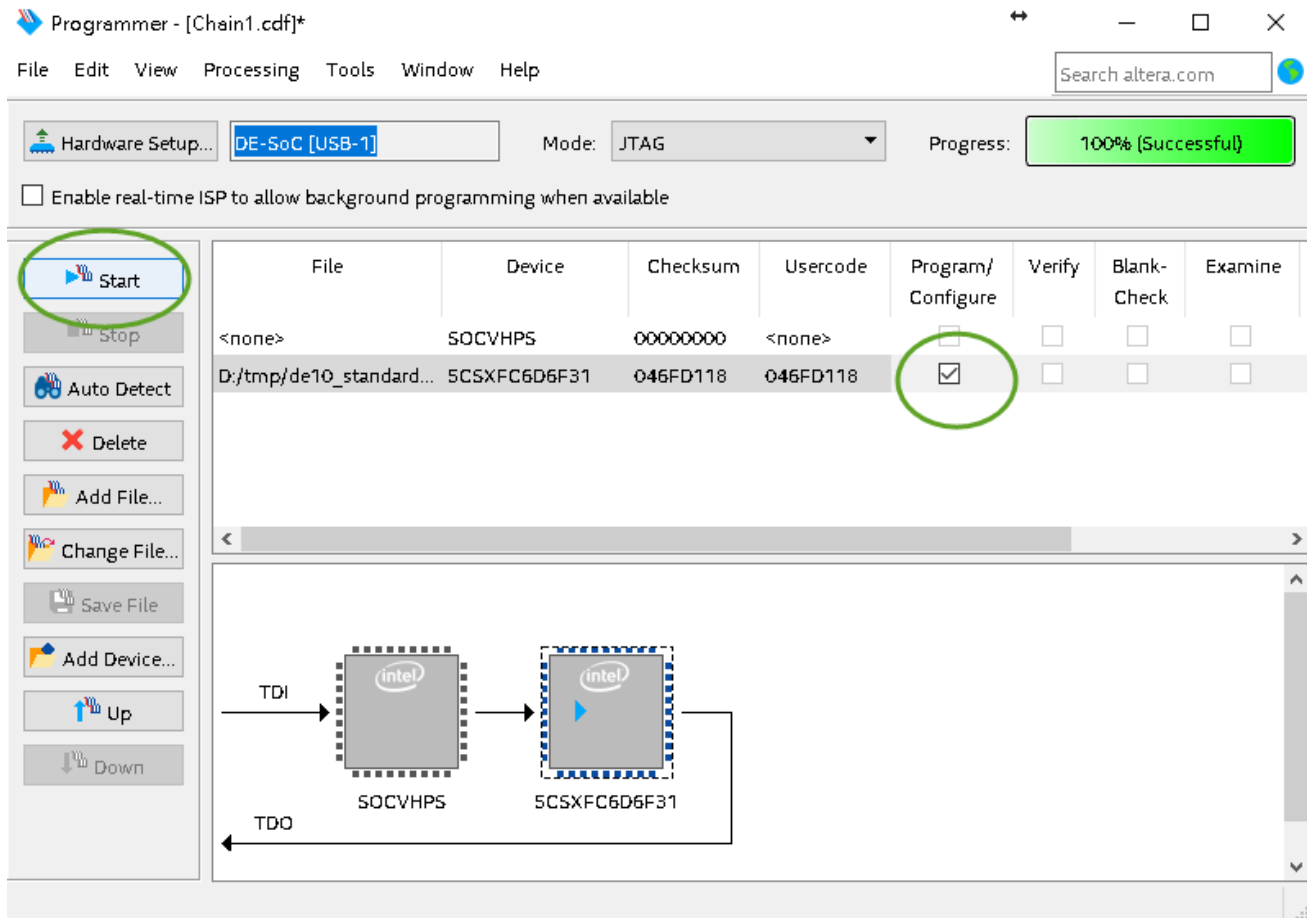 Programmer - [Chain1.cdf]*
File Edit View Processing Tools Window Help
Search altera.com
Hardware Setup... DE-SoC [USB-1] Mode: JTAG Progress: 100% (Successful)
Enable real-time ISP to allow background programming when available
Start
Stop
Auto Detect
Delete
Add File...
Change File...
Save File
Add Device...
Up
Down
File Device Checksum Usercode Program/ Verify Blank- Examine
Configure Check
<none> SOCVHPS 00000000 <none>
D:/tmp/de10_standard... 5CSXFC6D6F31 046FD118 046FD118
TDI
intel
intel
SOCVHPS 5CSXFC6D6F31
TDO